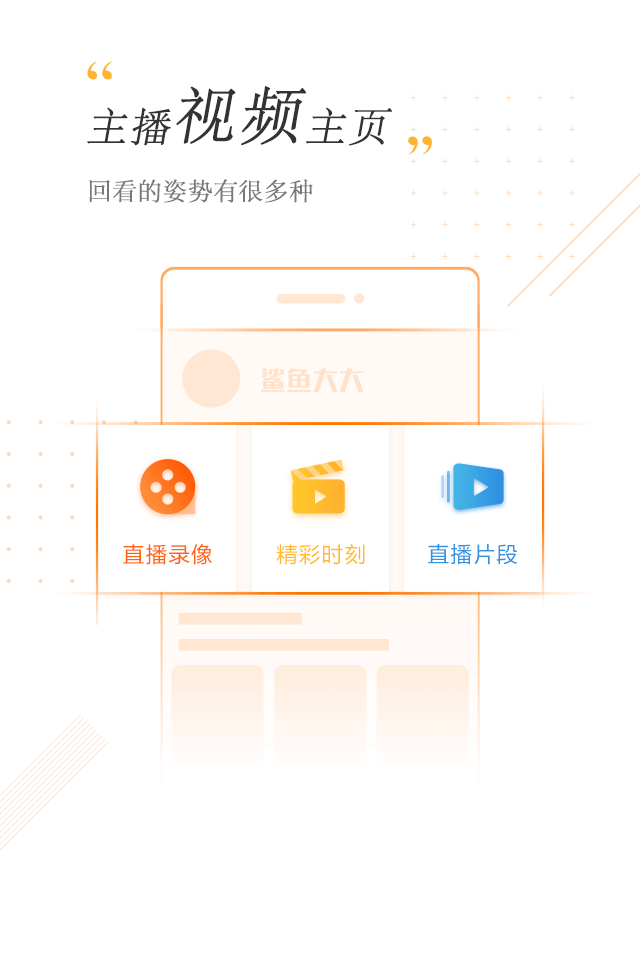 “
主播视频主页
”
回看的姿势有很多种
鲨鱼大大
直播录像
精彩时刻
直播片段